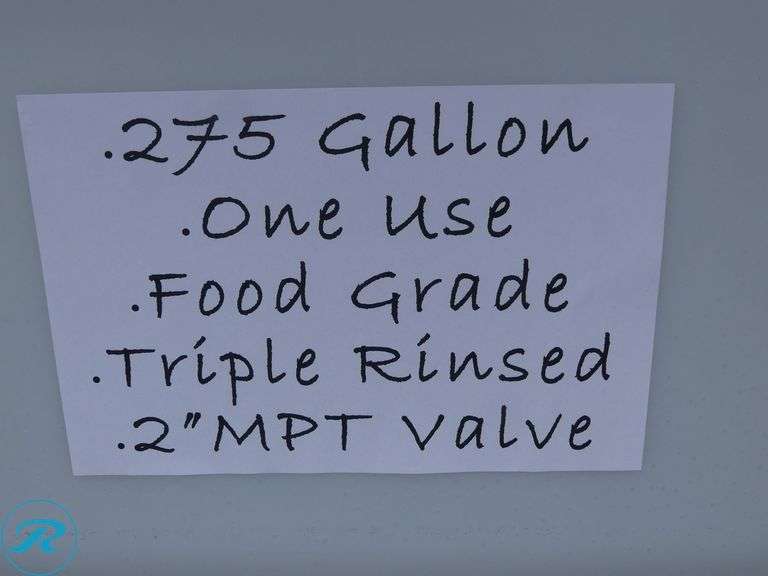 .275 Gallon
.One Use
.Food Grade
.Triple Rinsed
.2"MPT Valve
R